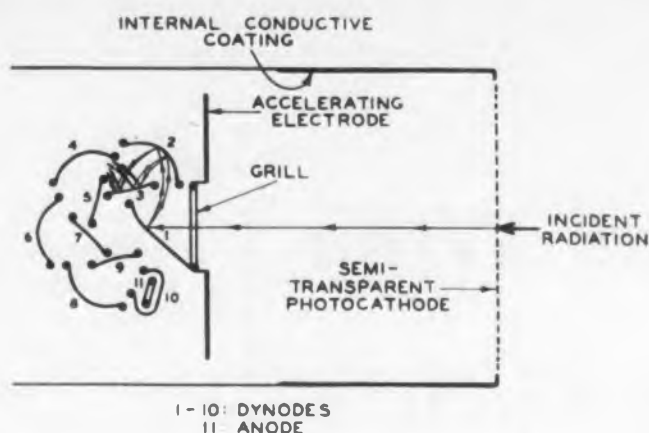 INTERNAL CONDUCTIVE
COATING
ACCELERATING
ELECTRODE
GRILL
INCIDENT
RADIATION
SEMI-
TRANSPARENT
PHOTOCATHODE
1
2
3
4
5
6
7
8
9
10
11
1-10: DYNODES
11: ANODE